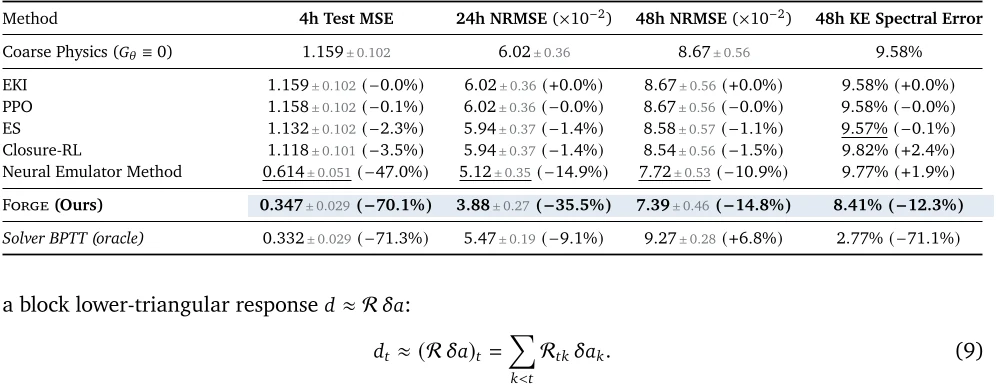 Method 4h Test MSE 24h NRMSE (×10⁻²) 48h NRMSE (×10⁻²) 48h KE Spectral Error
Coarse Physics (G_θ ≡ 0) 1.159 ± 0.102 6.02 ± 0.36 8.67 ± 0.56 9.58%
EKI 1.159 ± 0.102 (−0.0%) 6.02 ± 0.36 (+0.0%) 8.67 ± 0.56 (+0.0%) 9.58% (+0.0%)
PPO 1.158 ± 0.102 (−0.1%) 6.02 ± 0.36 (−0.0%) 8.67 ± 0.56 (−0.0%) 9.58% (−0.0%)
ES 1.132 ± 0.102 (−2.3%) 5.94 ± 0.37 (−1.4%) 8.58 ± 0.57 (−1.1%) 9.57% (−0.1%)
Closure-RL 1.118 ± 0.101 (−3.5%) 5.94 ± 0.37 (−1.4%) 8.54 ± 0.56 (−1.5%) 9.82% (+2.4%)
Neural Emulator Method 0.614 ± 0.051 (−47.0%) 5.12 ± 0.35 (−14.9%) 7.72 ± 0.53 (−10.9%) 9.77% (+1.9%)
Forge (Ours) 0.347 ± 0.029 (−70.1%) 3.88 ± 0.27 (−35.5%) 7.39 ± 0.46 (−14.8%) 8.41% (−12.3%)
Solver BPTT (oracle) 0.332 ± 0.029 (−71.3%) 5.47 ± 0.19 (−9.1%) 9.27 ± 0.28 (+6.8%) 2.77% (−71.1%)
a block lower-triangular response d ≈ ℛ δa:
d_t ≈ (ℛ δa)_t = ∑_{k<t} ℛ_{tk} δa_k. (9)